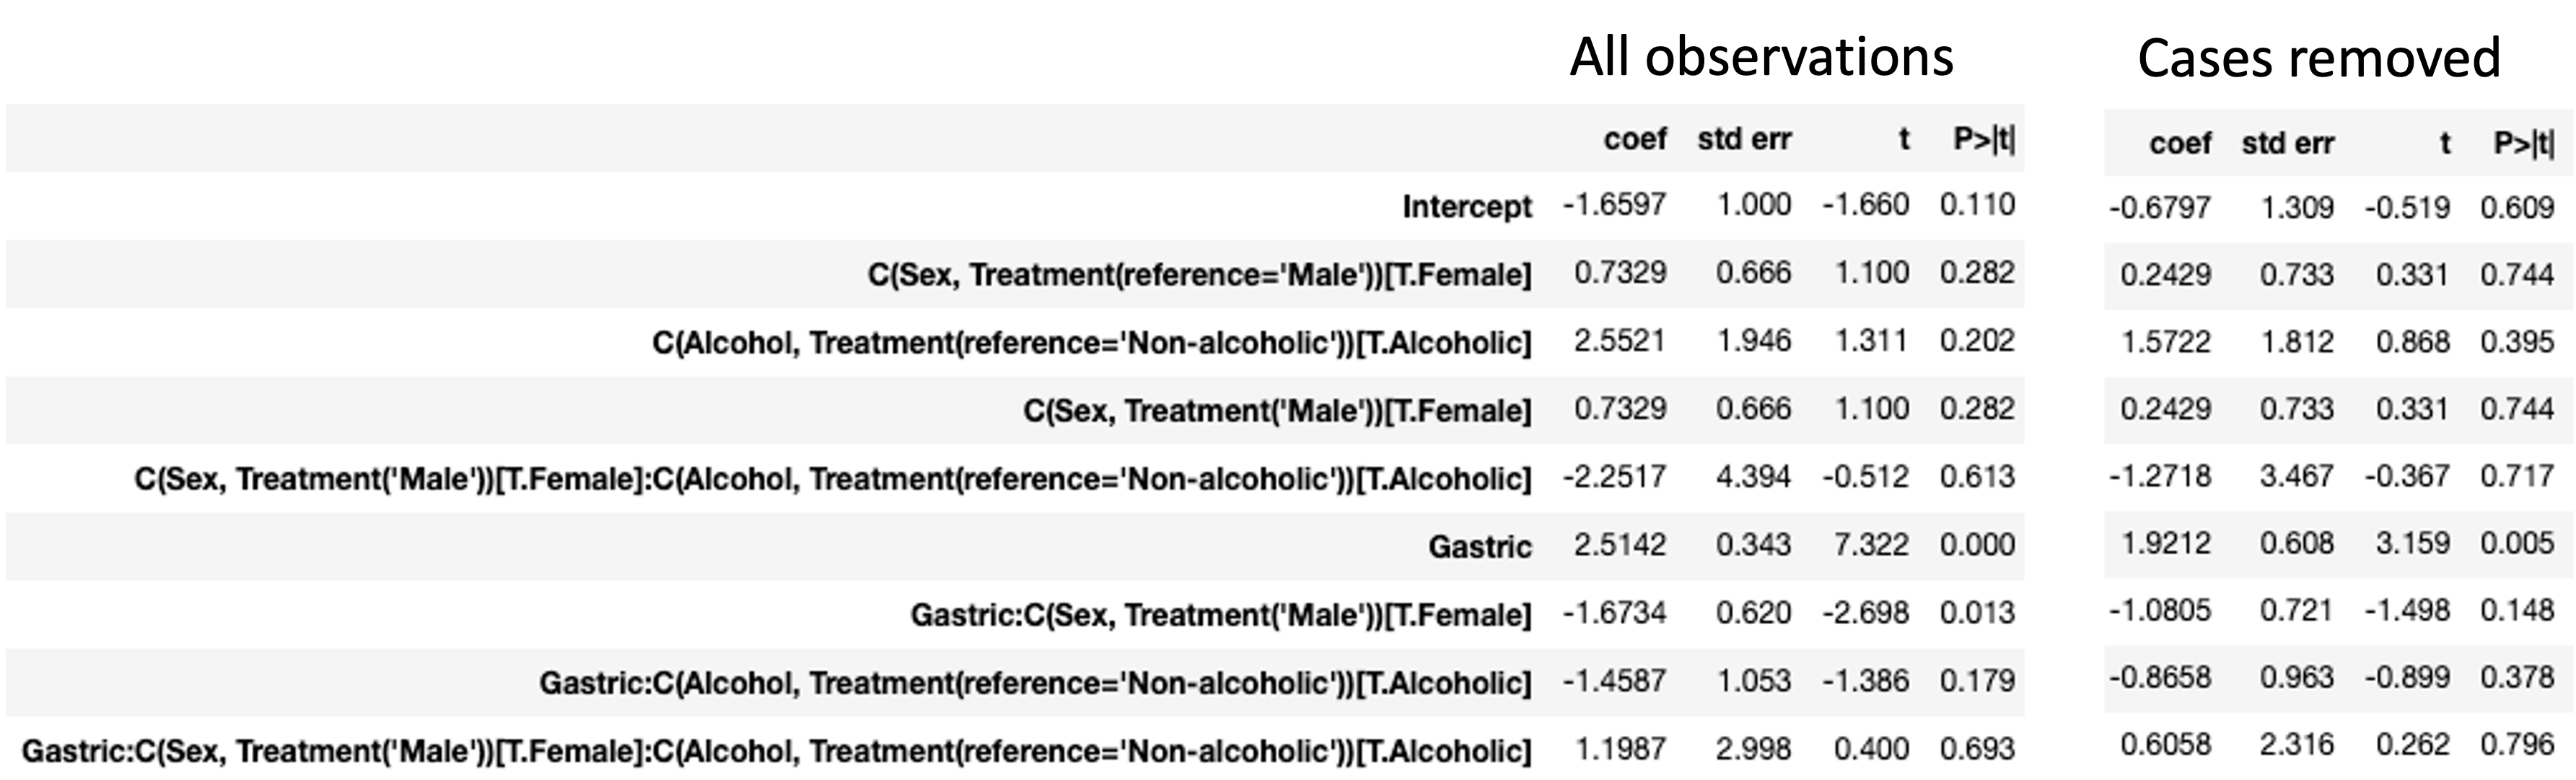 All observations Cases removed
coef std err t P>|t| coef std err t P>|t|
Intercept -1.6597 1.000 -1.660 0.110 -0.6797 1.309 -0.519 0.609
C(Sex, Treatment(reference='Male'))[T.Female] 0.7329 0.666 1.100 0.282 0.2429 0.733 0.331 0.744
C(Alcohol, Treatment(reference='Non-alcoholic'))[T.Alcoholic] 2.5521 1.946 1.311 0.202 1.5722 1.812 0.868 0.395
C(Sex, Treatment('Male'))[T.Female] 0.7329 0.666 1.100 0.282 0.2429 0.733 0.331 0.744
C(Sex, Treatment('Male'))[T.Female]:C(Alcohol, Treatment(reference='Non-alcoholic'))[T.Alcoholic] -2.2517 4.394 -0.512 0.613 -1.2718 3.467 -0.367 0.717
Gastric 2.5142 0.343 7.322 0.000 1.9212 0.608 3.159 0.005
Gastric:C(Sex, Treatment('Male'))[T.Female] -1.6734 0.620 -2.698 0.013 -1.0805 0.721 -1.498 0.148
Gastric:C(Alcohol, Treatment(reference='Non-alcoholic'))[T.Alcoholic] -1.4587 1.053 -1.386 0.179 -0.8658 0.963 -0.899 0.378
Gastric:C(Sex, Treatment('Male'))[T.Female]:C(Alcohol, Treatment(reference='Non-alcoholic'))[T.Alcoholic] 1.1987 2.998 0.400 0.693 0.6058 2.316 0.262 0.796